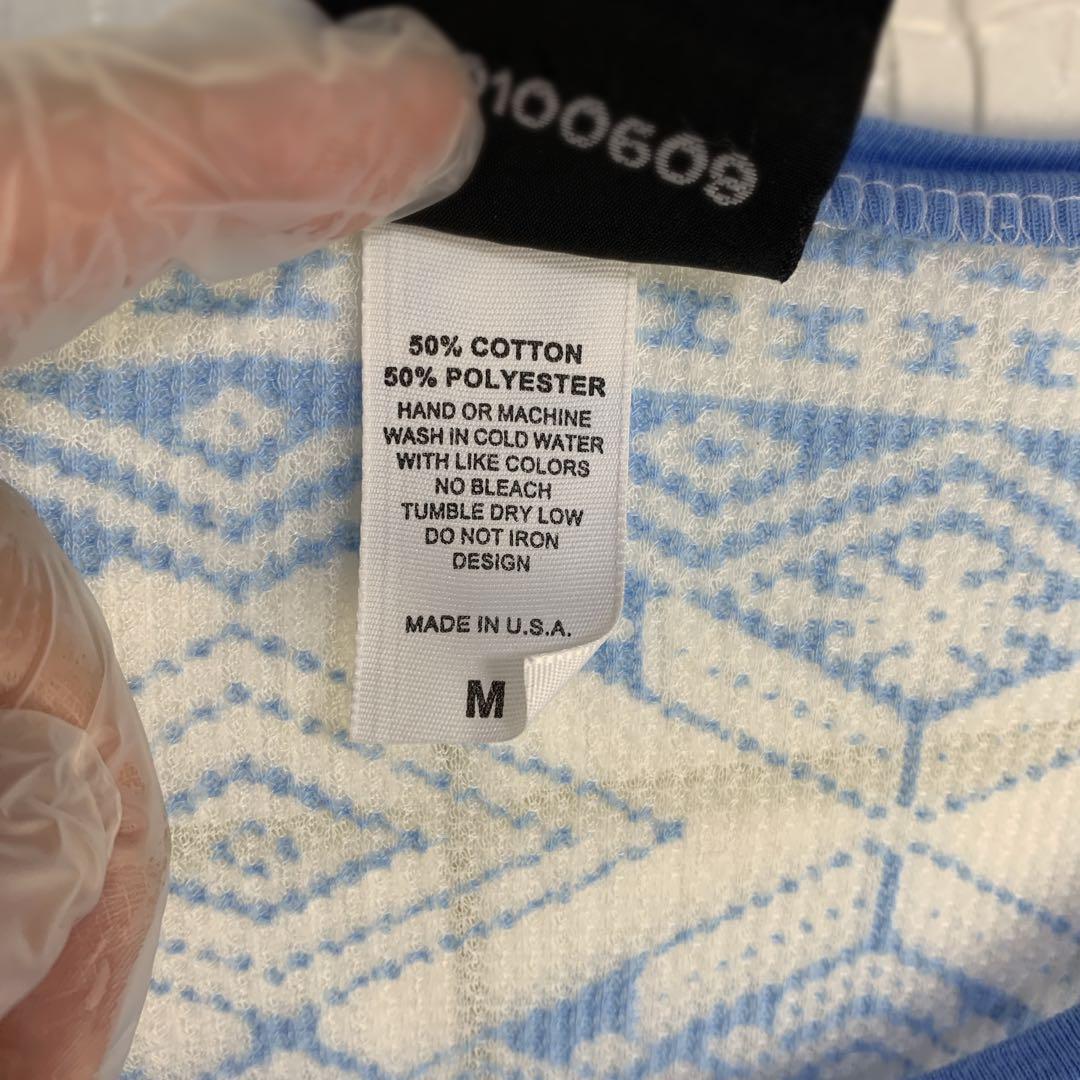 100609
50% COTTON
50% POLYESTER
HAND OR MACHINE
WASH IN COLD WATER
WITH LIKE COLORS
NO BLEACH
TUMBLE DRY LOW
DO NOT IRON
DESIGN
MADE IN U.S.A.
M